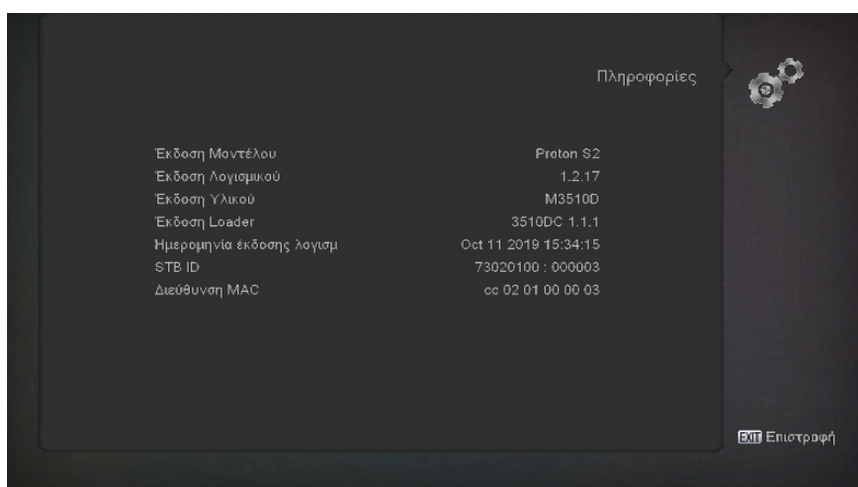 Πληροφορίες
Έκδοση Μοντέλου Proton S2
Έκδοση Λογισμικού 1.2.17
Έκδοση Υλικού M3510D
Έκδοση Loader 3510DC 1.1.1
Ημερομηνία έκδοσης λογισμ Oct 11 2019 15:34:15
STB ID 73020100 : 000003
Διεύθυνση MAC cc 02 01 00 00 03
EXIT Επιστροφή